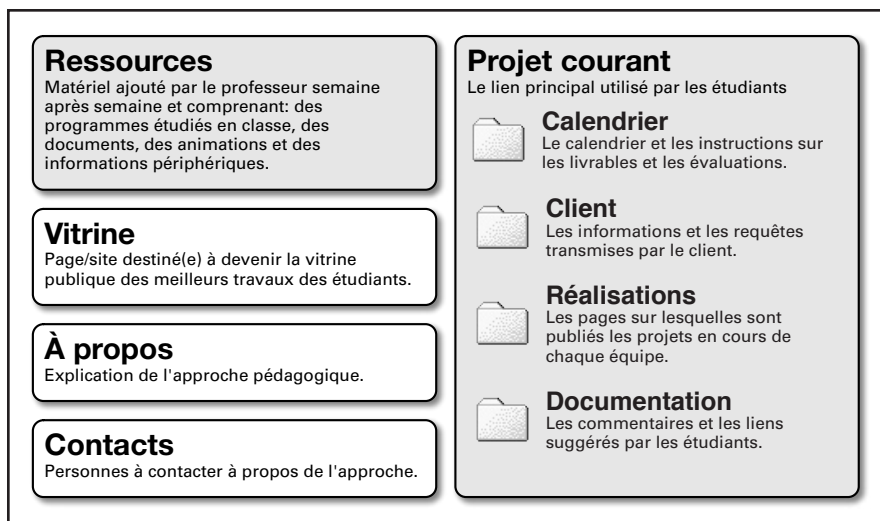 Ressources
Matériel ajouté par le professeur semaine
après semaine et comprenant: des
programmes étudiés en classe, des
documents, des animations et des
informations périphériques.
Vitrine
Page/site destiné(e) à devenir la vitrine
publique des meilleurs travaux des étudiants.
À propos
Explication de l'approche pédagogique.
Contacts
Personnes à contacter à propos de l'approche.
Projet courant
Le lien principal utilisé par les étudiants
Calendrier
Le calendrier et les instructions sur
les livrables et les évaluations.
Client
Les informations et les requêtes
transmises par le client.
Réalisations
Les pages sur lesquelles sont
publiés les projets en cours de
chaque équipe.
Documentation
Les commentaires et les liens
suggérés par les étudiants.